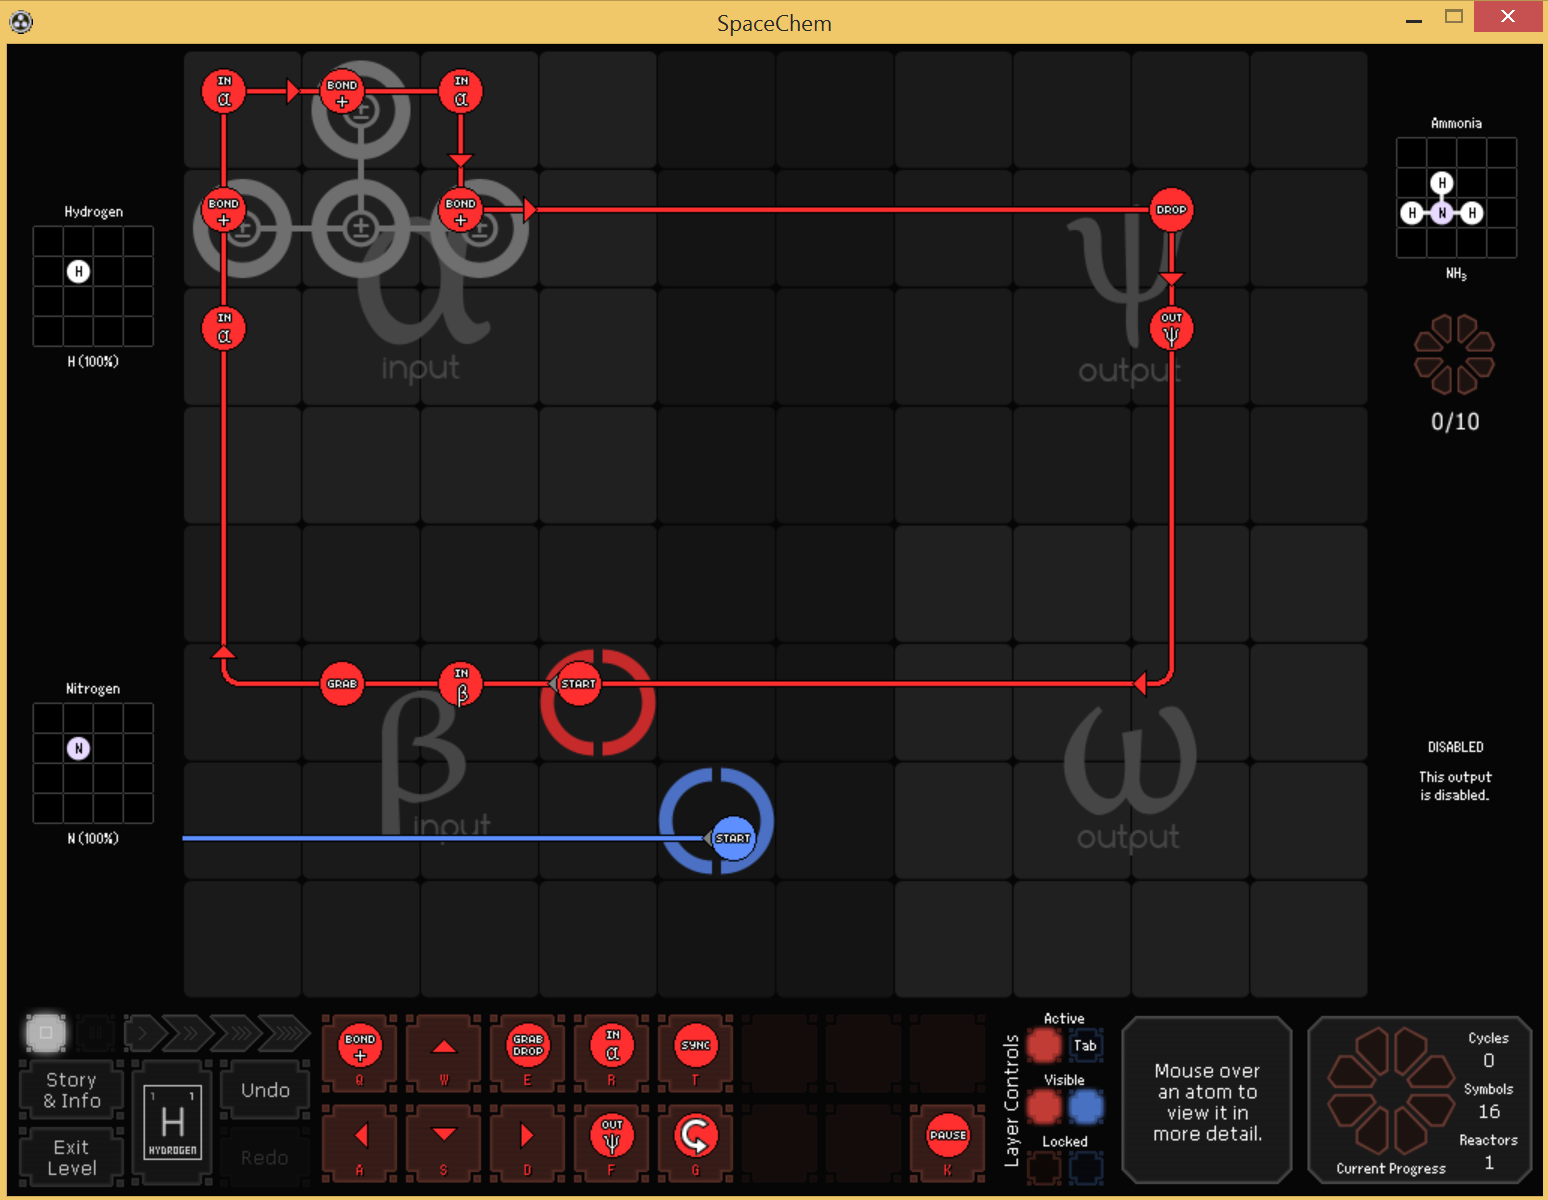 SpaceChem
IN
α
BOND
+
IN
α
Ammonia
H
H N H
NH₃
0/10
Hydrogen
H
H (100%)
BOND
+
BOND
+
DROP
α
input
ψ
output
IN
α
OUT
ψ
Nitrogen
N
N (100%)
GRAB
IN
β
START
β
input
START
ω
output
DISABLED
This output
is disabled.
Story
& Info
Exit
Level
1 1
H
HYDROGEN
Undo
Redo
BOND
+
Q
W
GRAB
DROP
E
IN
α
R
SYNC
T
A
S
D
OUT
ψ
F
G
PAUSE
K
Layer Controls
Active
Tab
Visible
Locked
Mouse over
an atom to
view it in
more detail.
Cycles
0
Symbols
16
Reactors
1
Current Progress